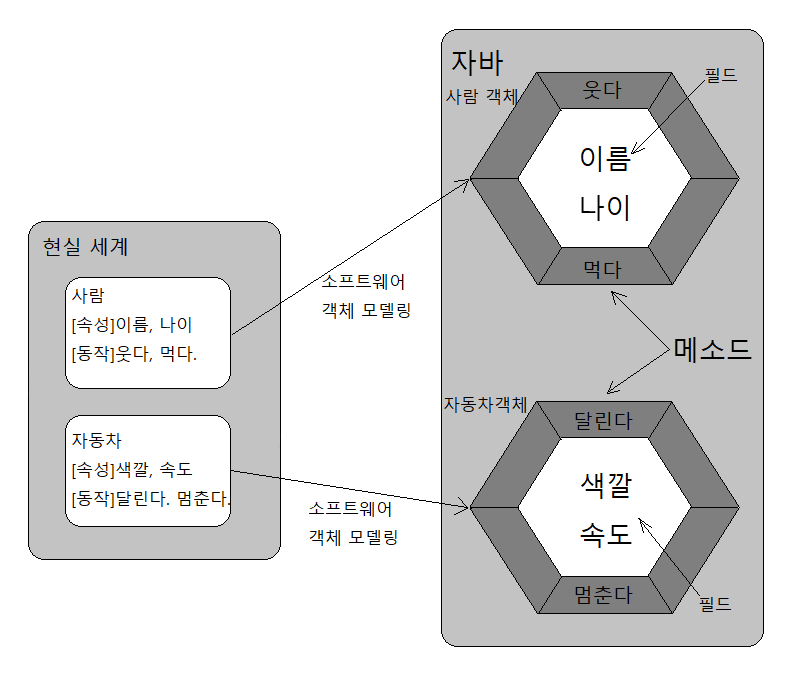 현실 세계
사람
[속성]이름, 나이
[동작]웃다, 먹다.
자동차
[속성]색깔, 속도
[동작]달린다. 멈춘다.
소프트웨어
객체 모델링
소프트웨어
객체 모델링
자바
사람 객체
웃다
필드
이름
나이
먹다
메소드
자동차객체
달린다
색깔
속도
멈춘다
필드